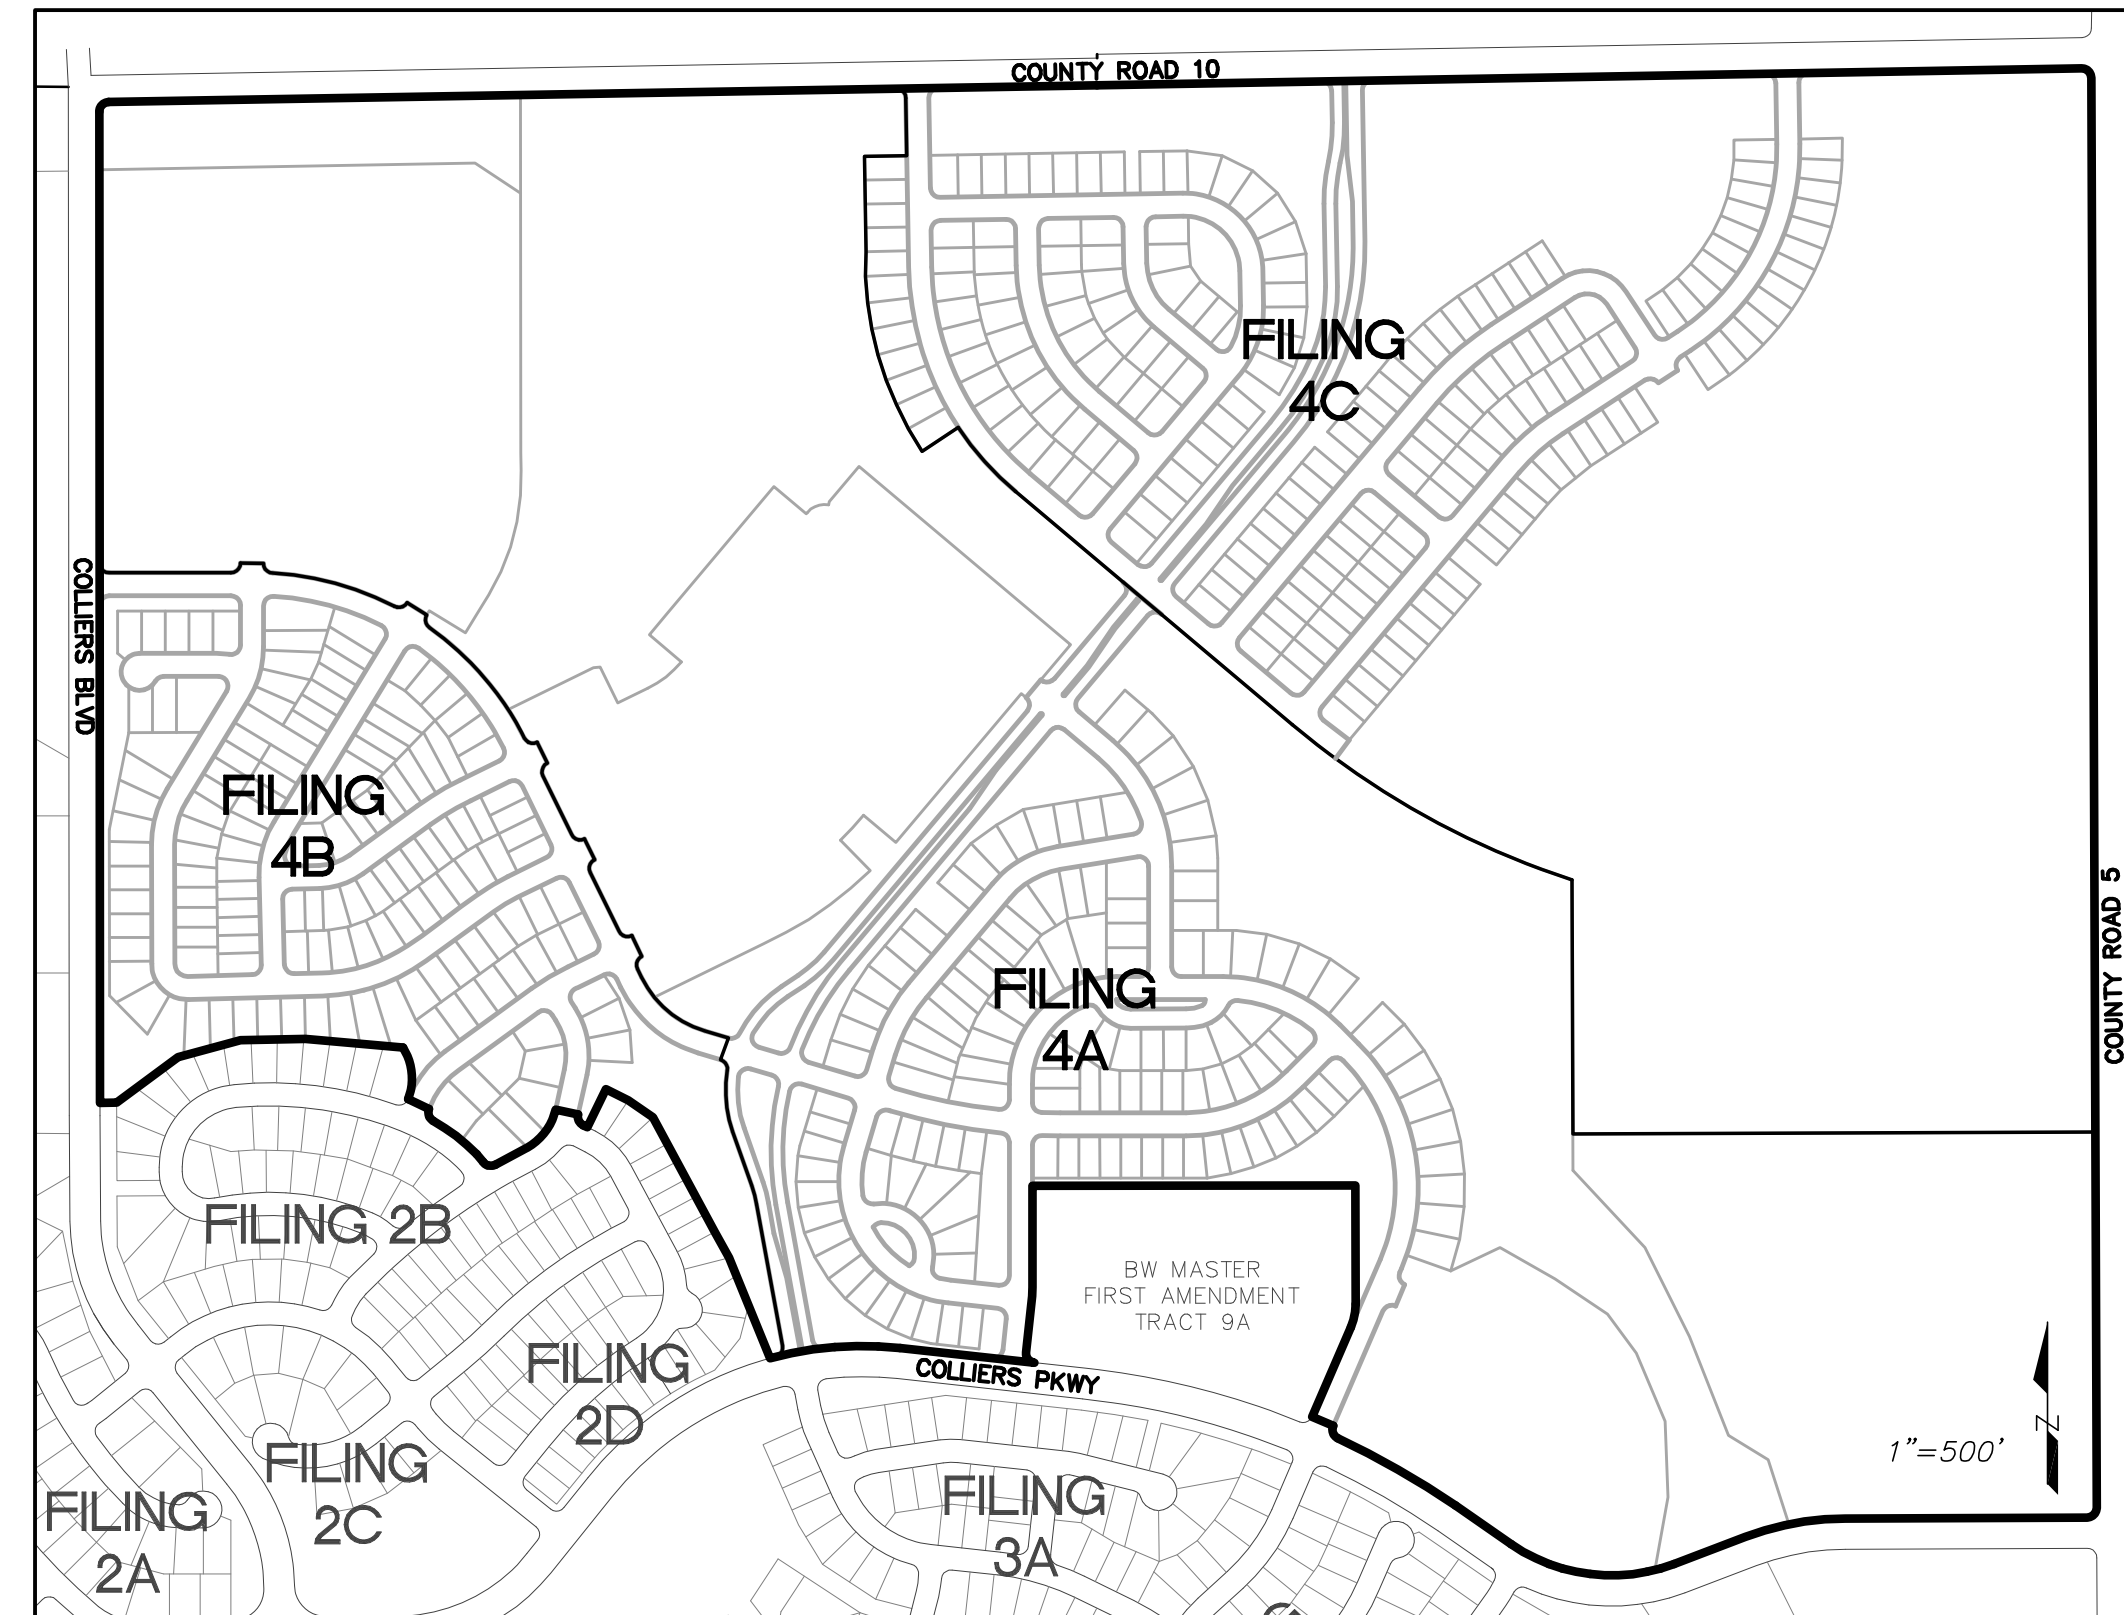 COUNTY ROAD 10
FILING
4C
COLLIERS BLVD
FILING
4B
COUNTY ROAD 5
FILING
4A
FILING 2B
BW MASTER
FIRST AMENDMENT
TRACT 9A
FILING
2D
COLLIERS PKWY
1"=500'
N
FILING
2C
FILING
3A
FILING
2A